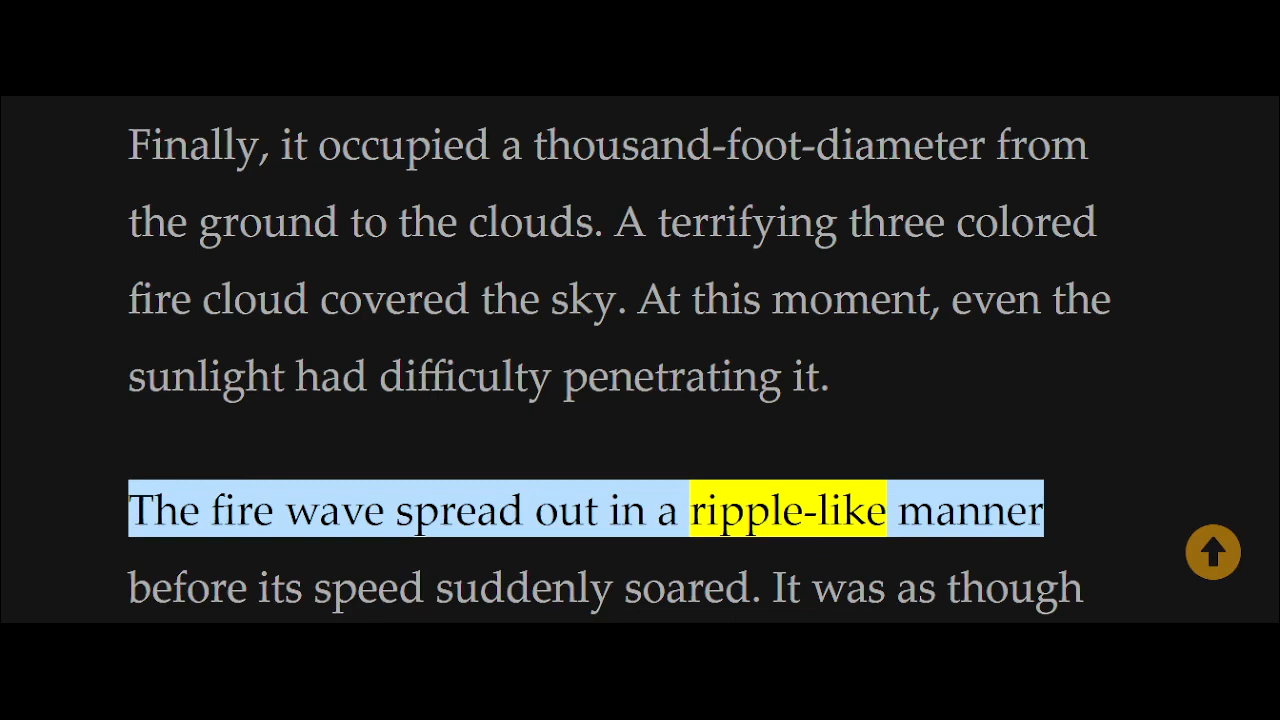 Finally, it occupied a thousand-foot-diameter from
the ground to the clouds. A terrifying three colored
fire cloud covered the sky. At this moment, even the
sunlight had difficulty penetrating it.
The fire wave spread out in a ripple-like manner
before its speed suddenly soared. It was as though